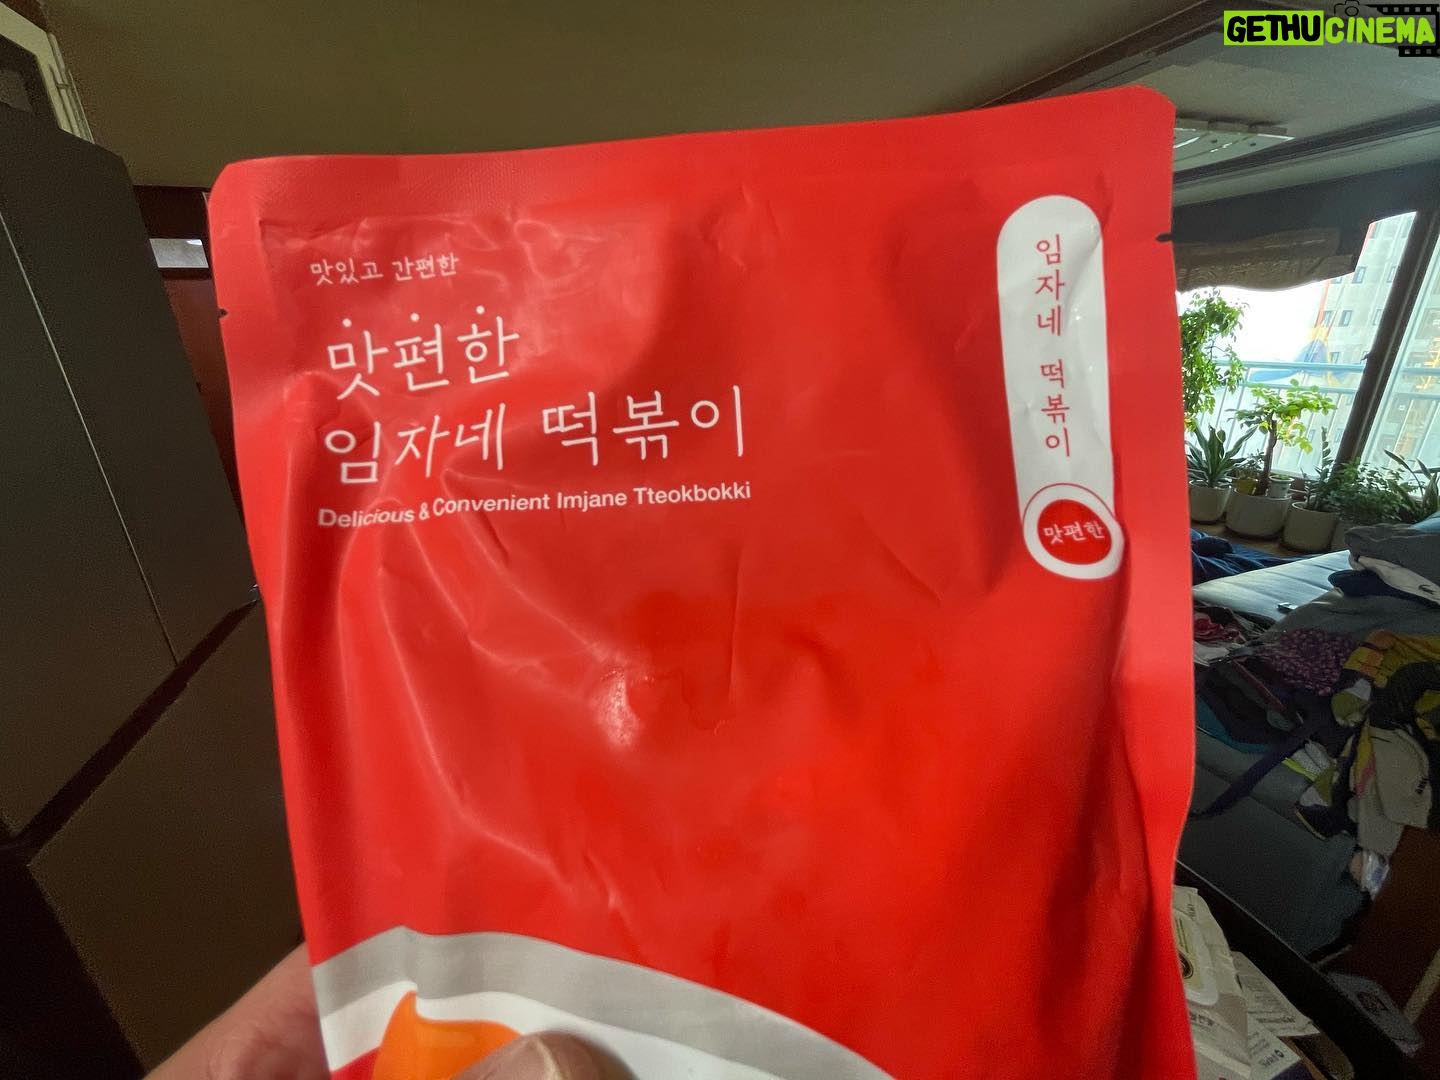 GETHUCINEMA
맛있고 간편한
맛편한
임자네 떡볶이
Delicious & Convenient Imjane Tteokbokki
임자네 떡볶이
맛편한